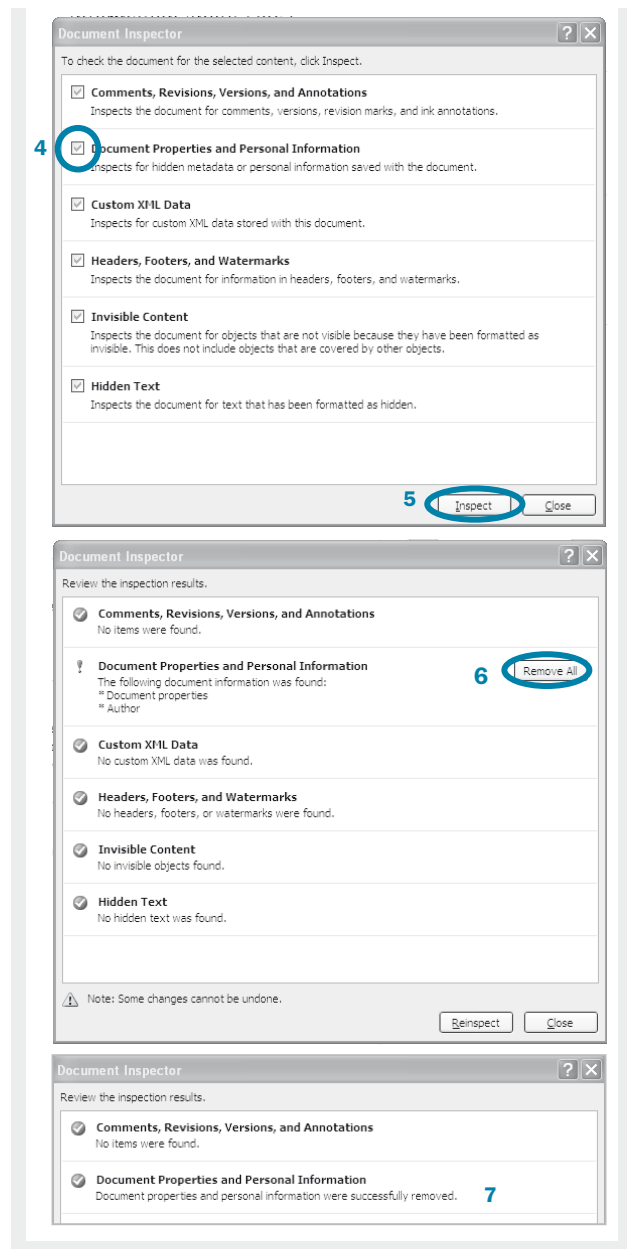 Document Inspector
To check the document for the selected content, click Inspect.
Comments, Revisions, Versions, and Annotations
Inspects the document for comments, versions, revision marks, and ink annotations.
4
Document Properties and Personal Information
Inspects for hidden metadata or personal information saved with the document.
Custom XML Data
Inspects for custom XML data stored with this document.
Headers, Footers, and Watermarks
Inspects the document for information in headers, footers, and watermarks.
Invisible Content
Inspects the document for objects that are not visible because they have been formatted as
invisible. This does not include objects that are covered by other objects.
Hidden Text
Inspects the document for text that has been formatted as hidden.
5 Inspect Close
Document Inspector
Review the inspection results.
Comments, Revisions, Versions, and Annotations
No items were found.
Document Properties and Personal Information
6 Remove All
The following document information was found:
* Document properties
* Author
Custom XML Data
No custom XML data was found.
Headers, Footers, and Watermarks
No headers, footers, or watermarks were found.
Invisible Content
No invisible objects found.
Hidden Text
No hidden text was found.
Note: Some changes cannot be undone.
Reinspect Close
Document Inspector
Review the inspection results.
Comments, Revisions, Versions, and Annotations
No items were found.
Document Properties and Personal Information
Document properties and personal information were successfully removed. 7